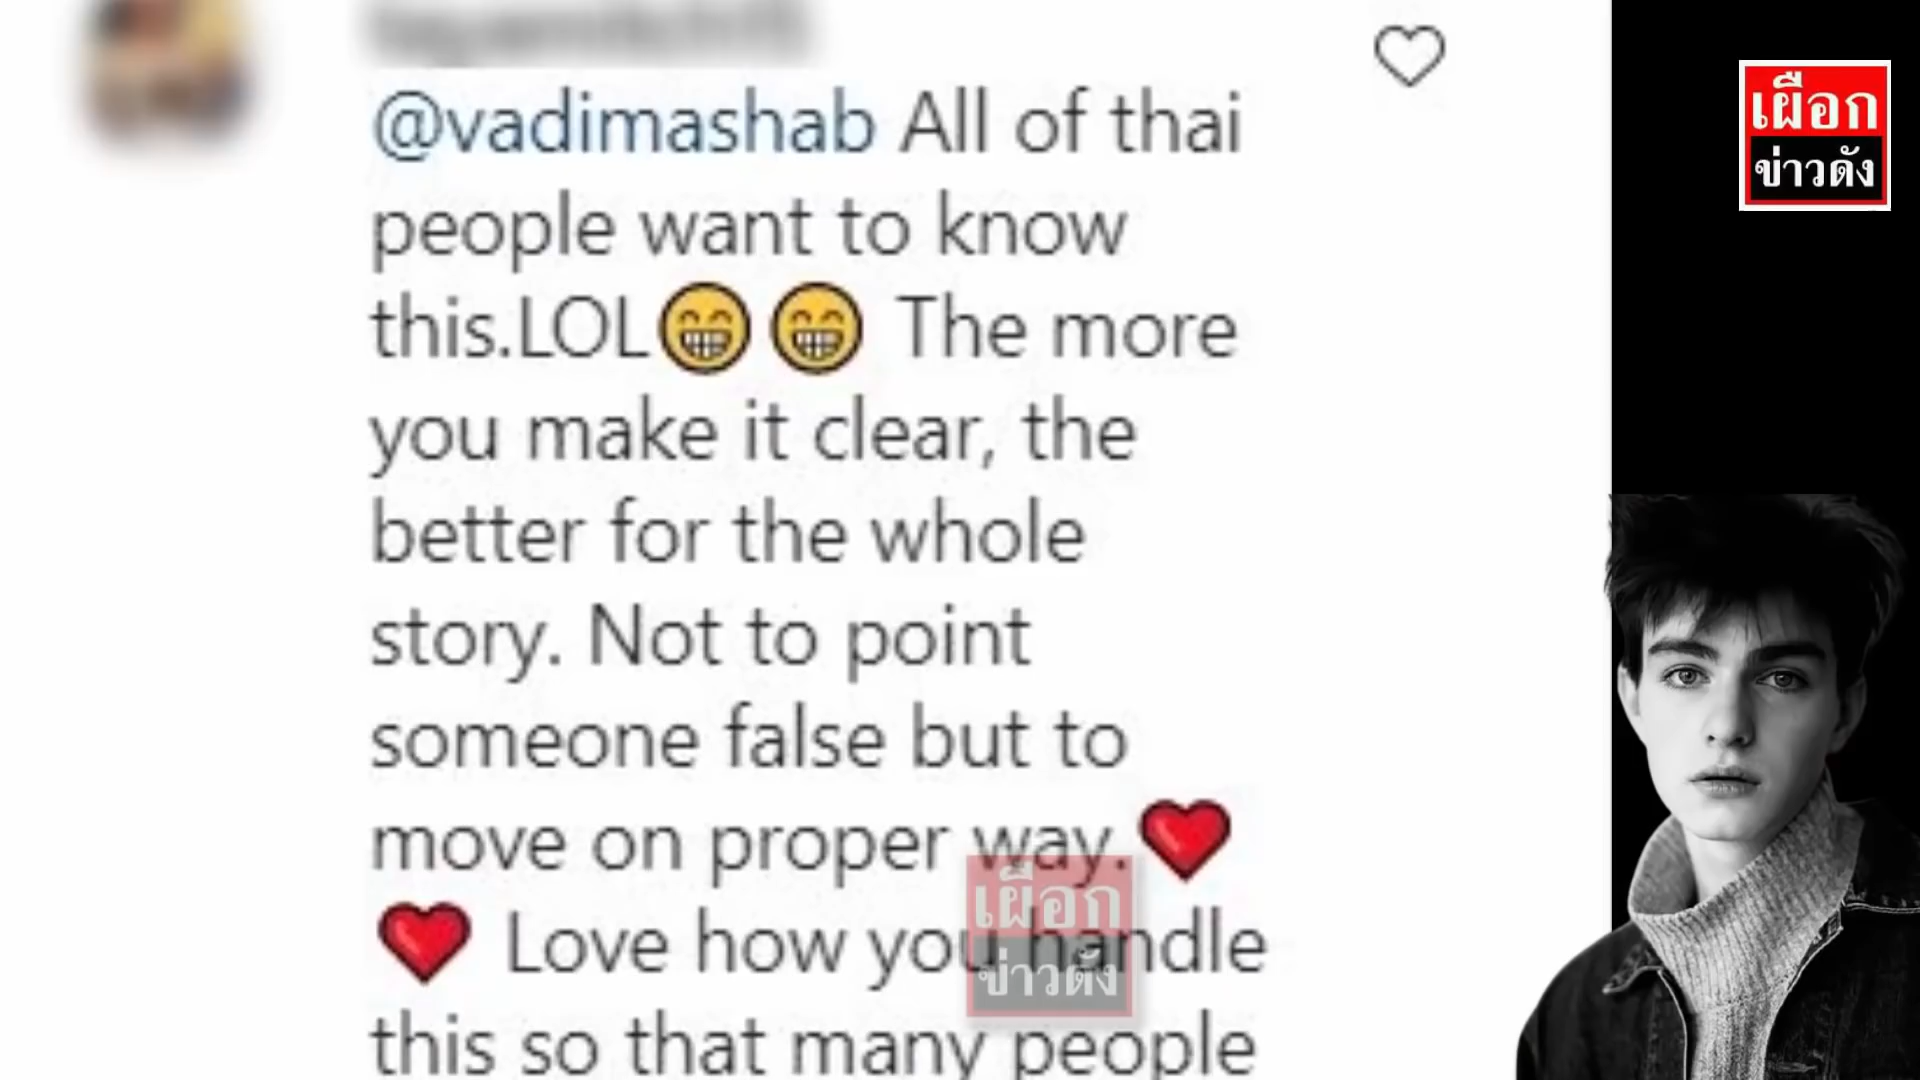 @vadimashab All of thai
people want to know
this.LOL😁😁 The more
you make it clear, the
better for the whole
story. Not to point
someone false but to
move on proper way.❤️
❤️ Love how you handle
this so that many people
เผือก
ข่าวดัง
เผือก
ข่าวดัง